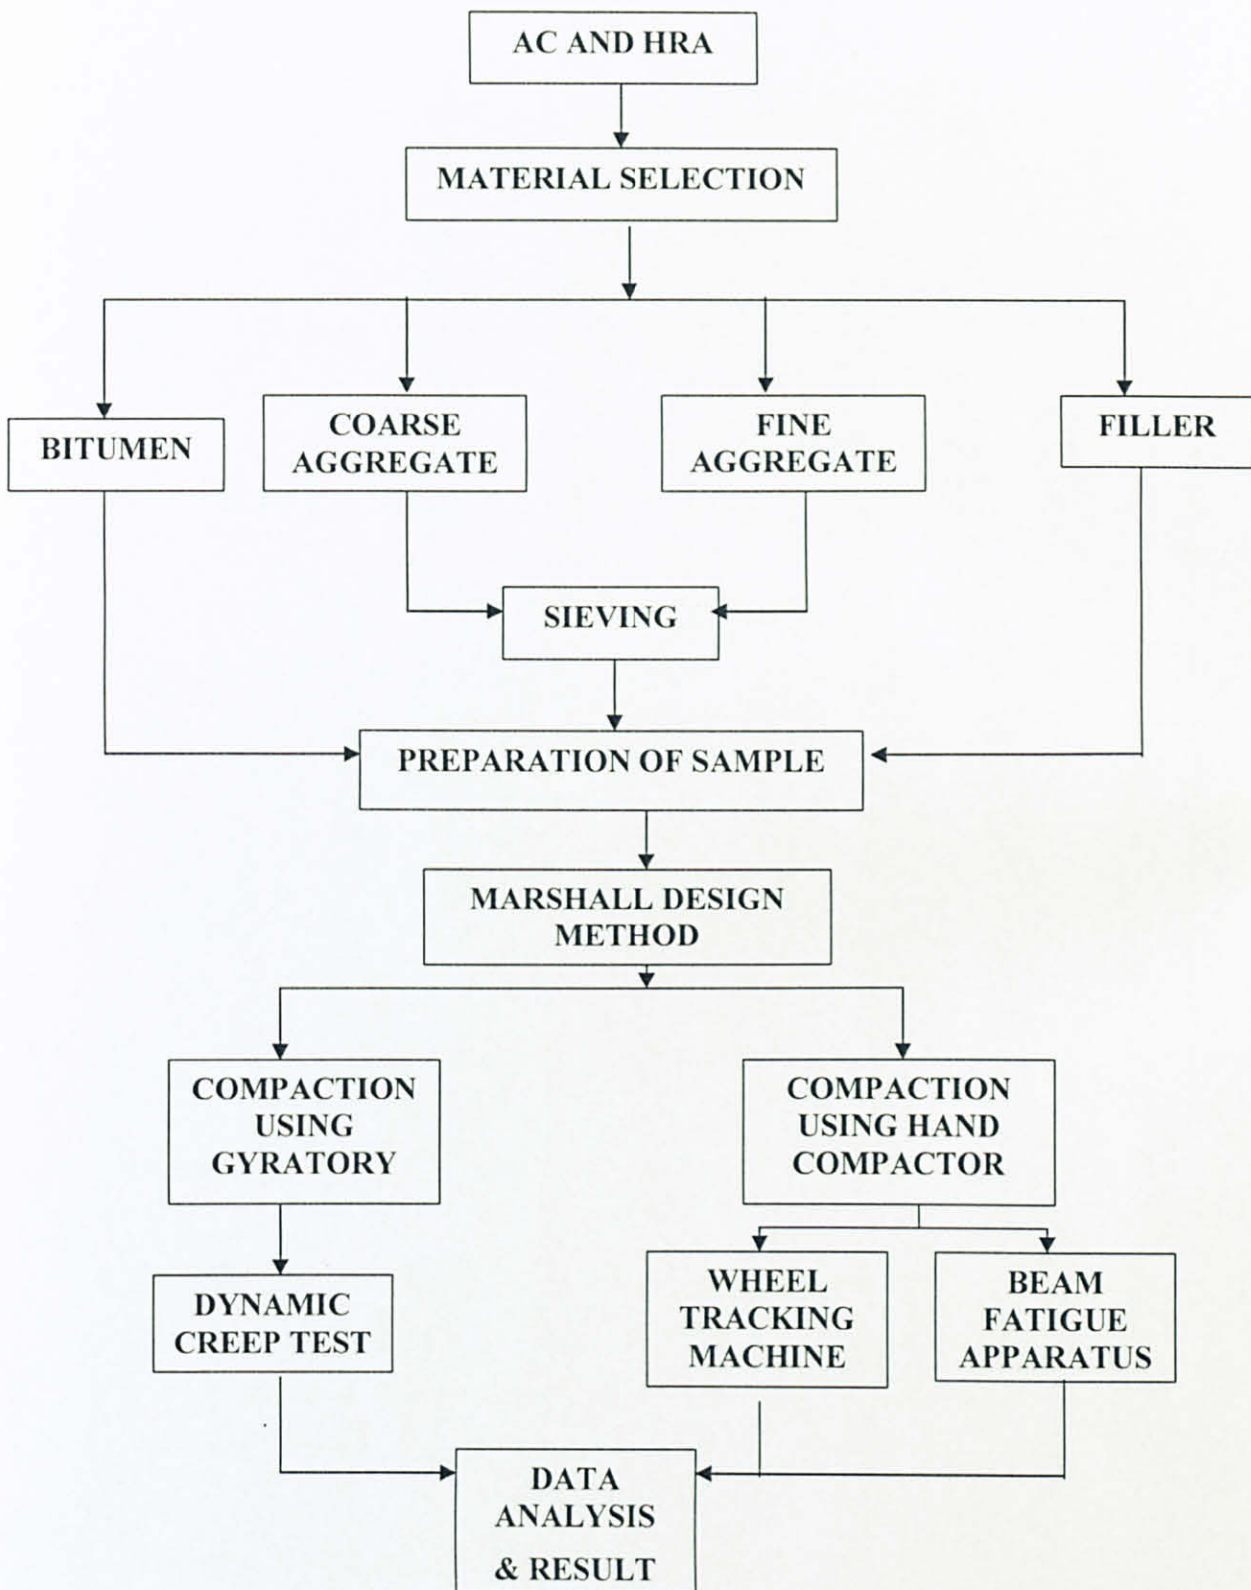 AC AND HRA
MATERIAL SELECTION
BITUMEN
COARSE
AGGREGATE
FINE
AGGREGATE
FILLER
SIEVING
PREPARATION OF SAMPLE
MARSHALL DESIGN
METHOD
COMPACTION
USING
GYRATORY
COMPACTION
USING HAND
COMPACTOR
DYNAMIC
CREEP TEST
WHEEL
TRACKING
MACHINE
BEAM
FATIGUE
APPARATUS
DATA
ANALYSIS
& RESULT